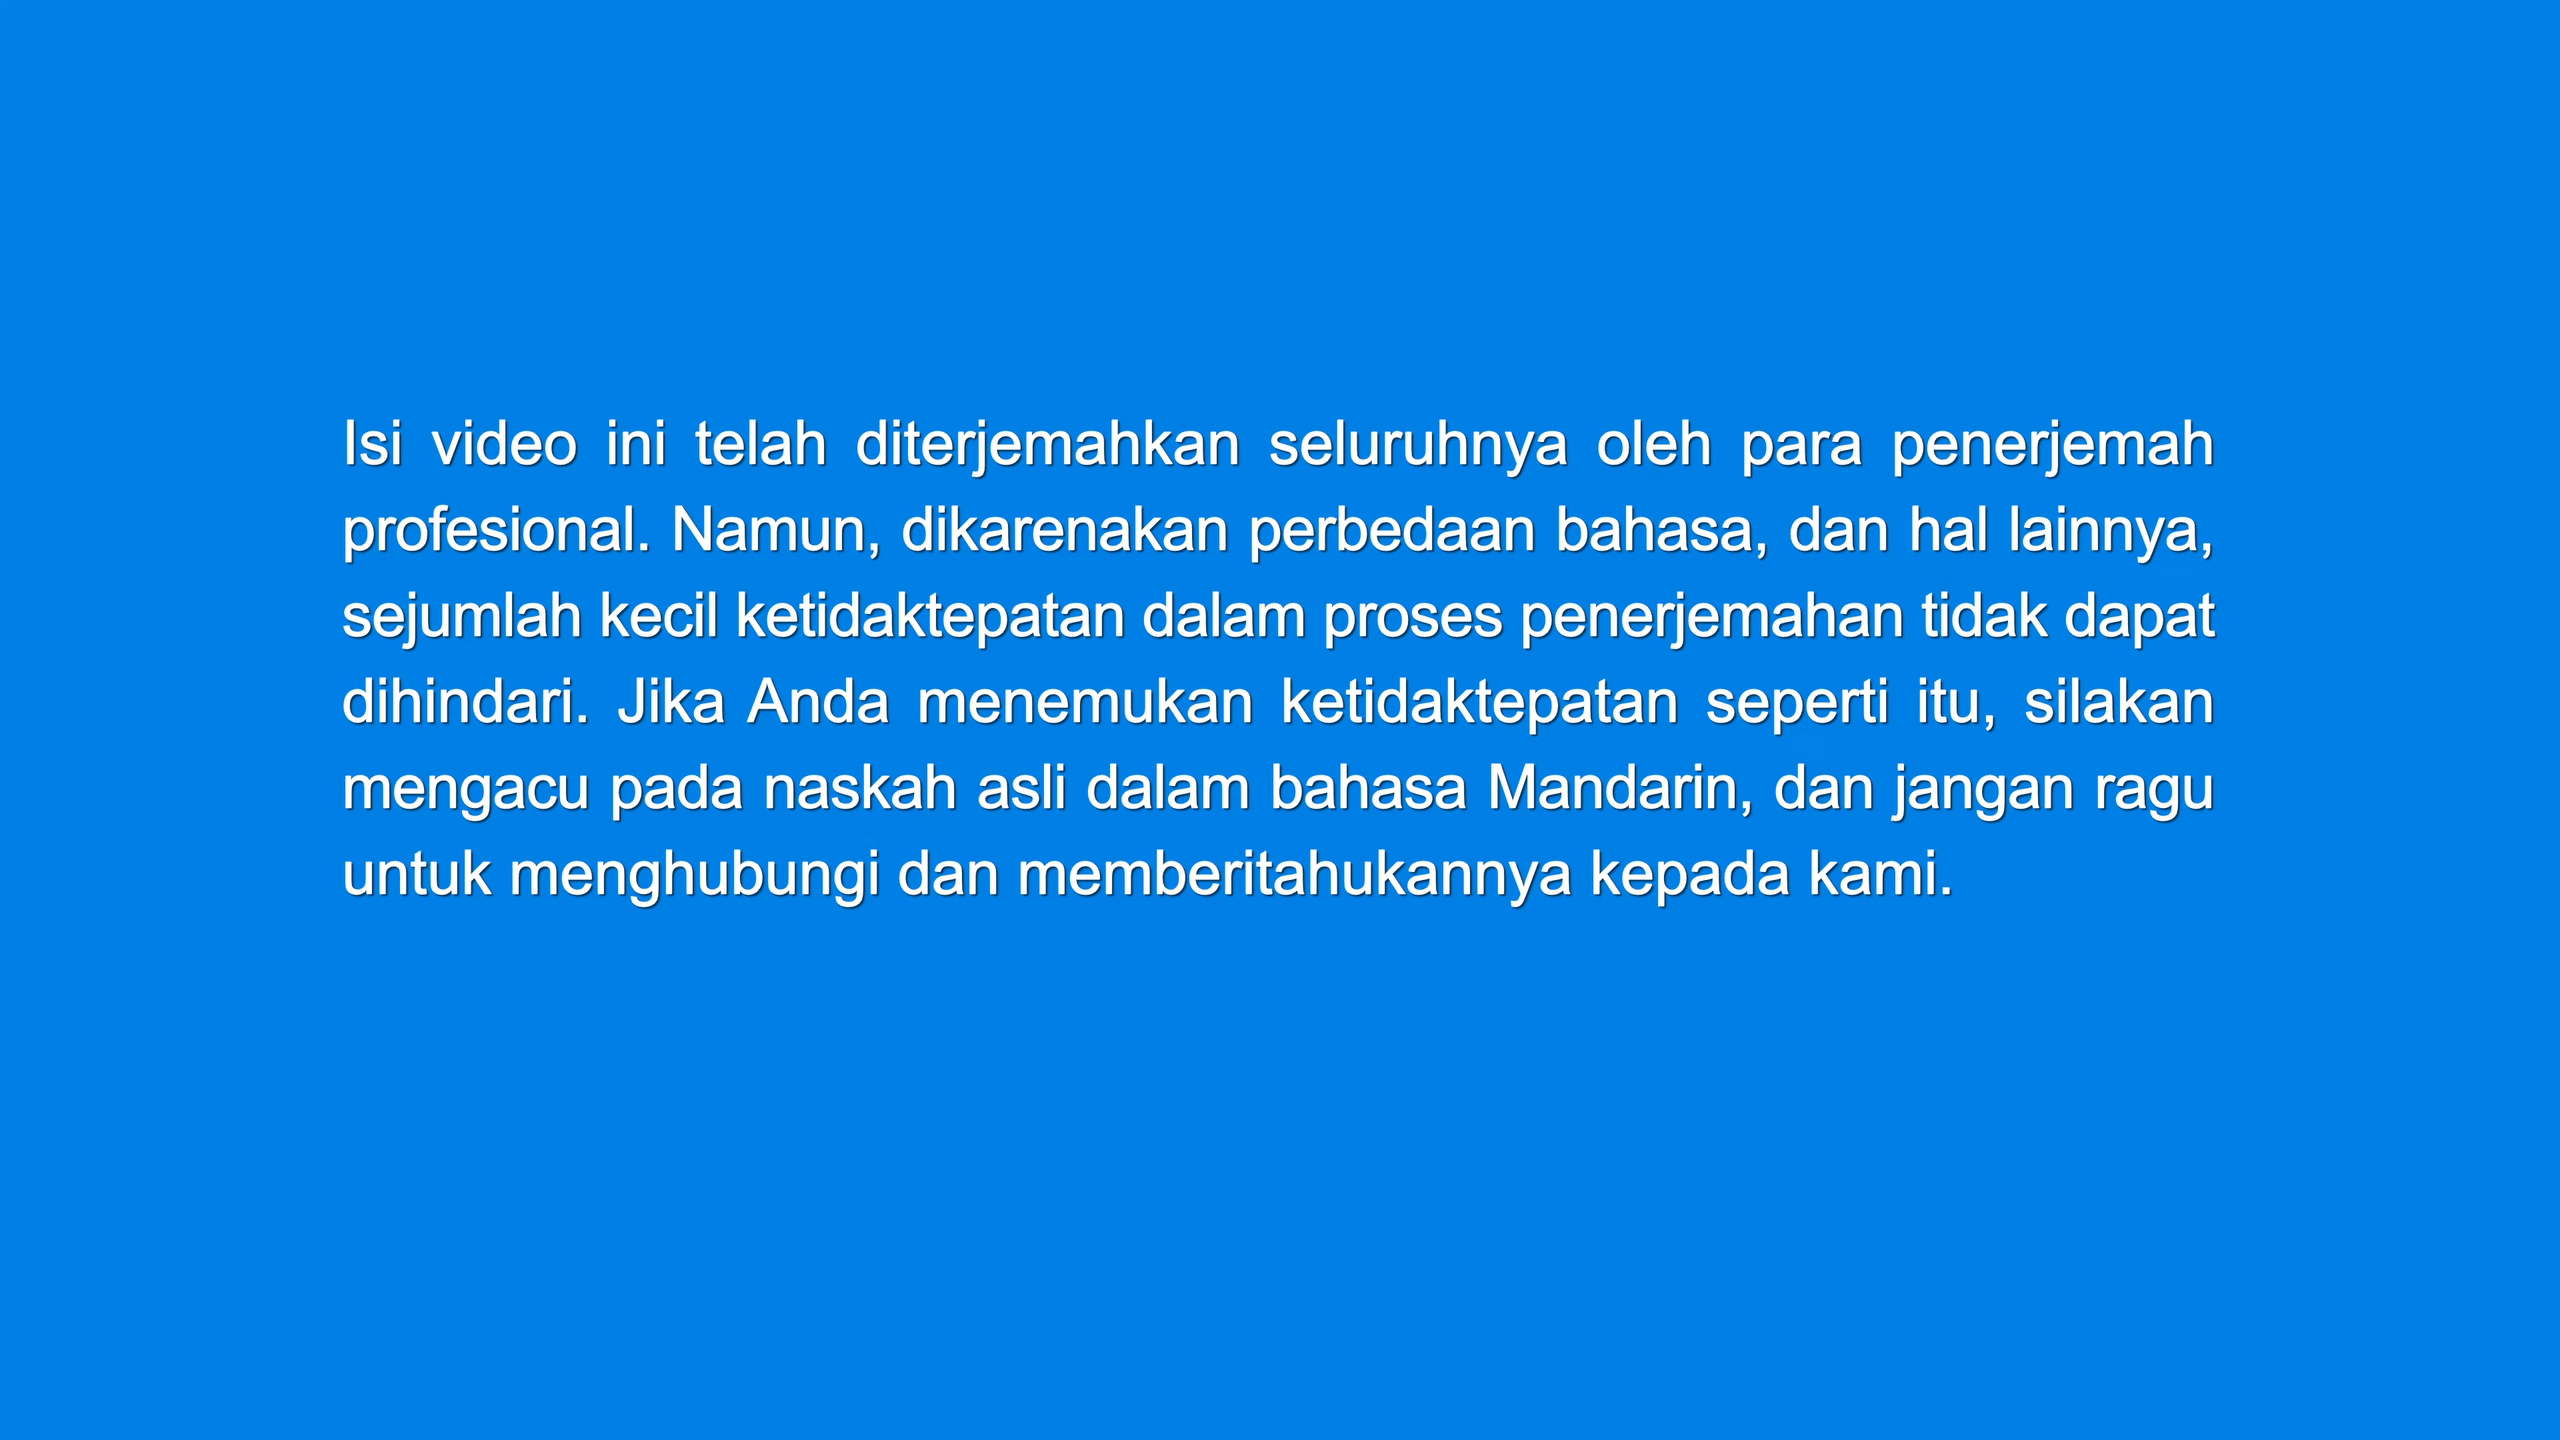 Isi video ini telah diterjemahkan seluruhnya oleh para penerjemah
profesional. Namun, dikarenakan perbedaan bahasa, dan hal lainnya,
sejumlah kecil ketidaktepatan dalam proses penerjemahan tidak dapat
dihindari. Jika Anda menemukan ketidaktepatan seperti itu, silakan
mengacu pada naskah asli dalam bahasa Mandarin, dan jangan ragu
untuk menghubungi dan memberitahukannya kepada kami.